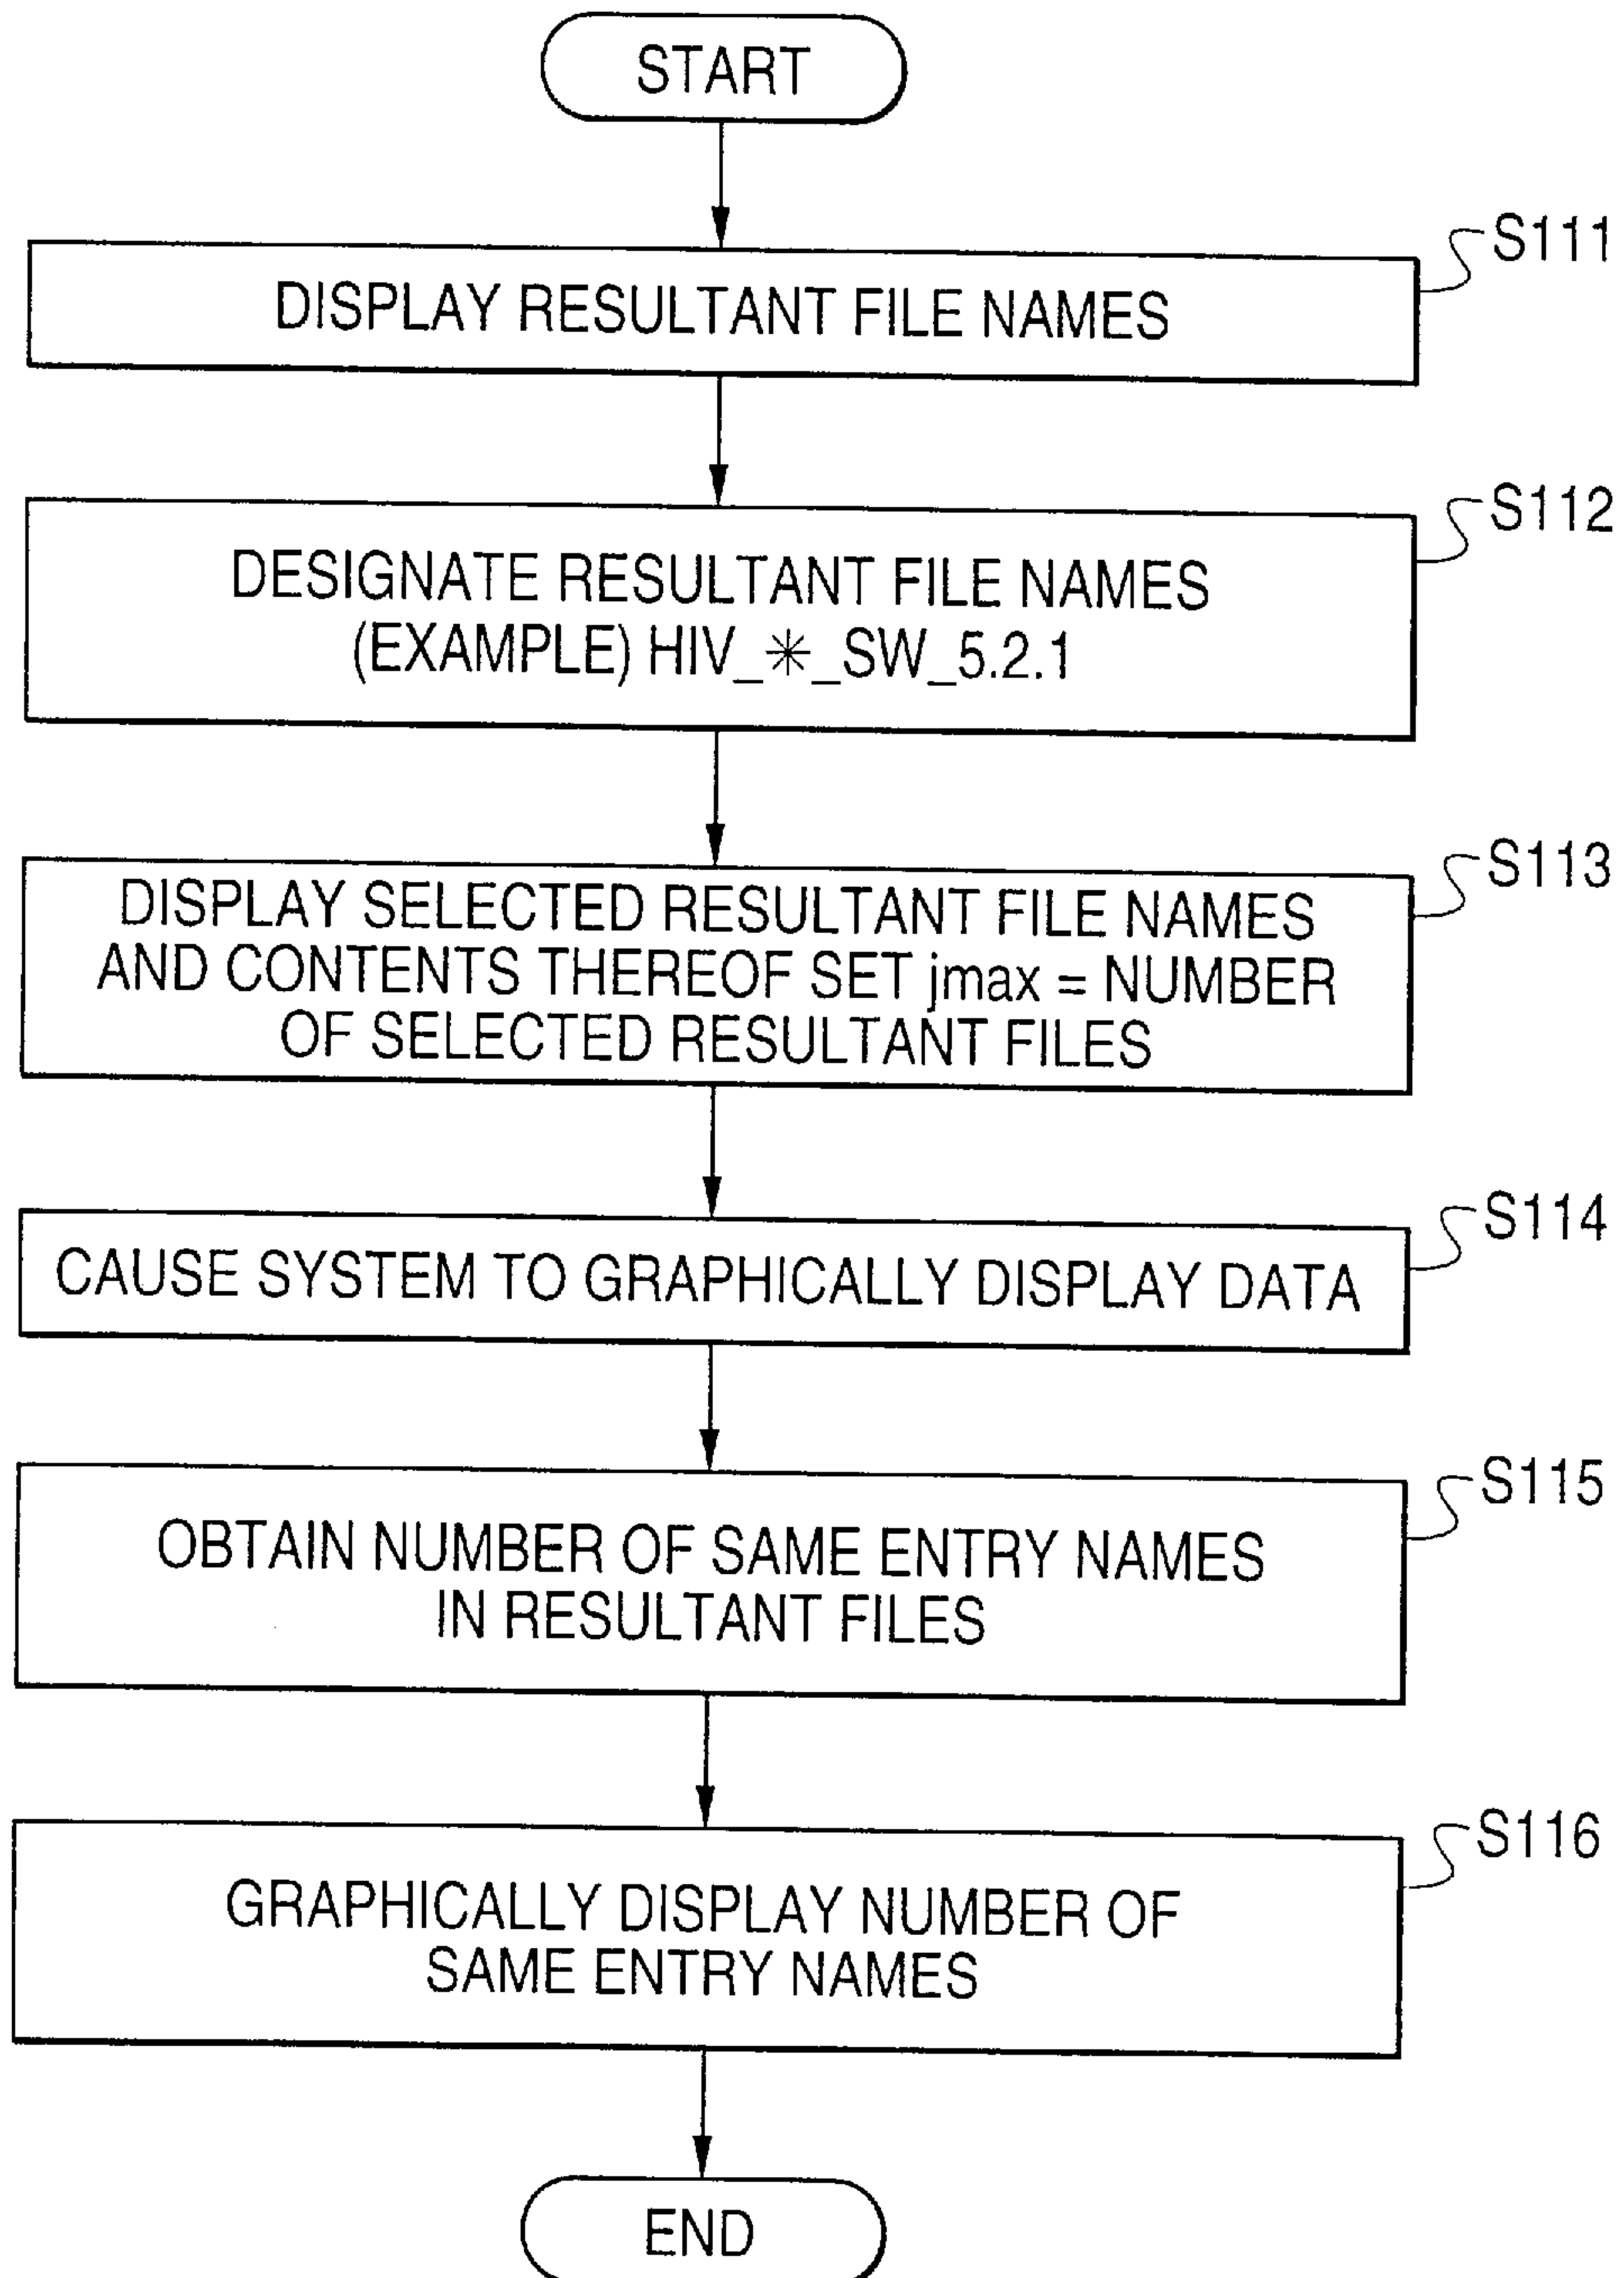 START
S111
DISPLAY RESULTANT FILE NAMES
S112
DESIGNATE RESULTANT FILE NAMES
(EXAMPLE) HIV_*_SW_5.2.1
S113
DISPLAY SELECTED RESULTANT FILE NAMES
AND CONTENTS THEREOF SET jmax = NUMBER
OF SELECTED RESULTANT FILES
S114
CAUSE SYSTEM TO GRAPHICALLY DISPLAY DATA
S115
OBTAIN NUMBER OF SAME ENTRY NAMES
IN RESULTANT FILES
S116
GRAPHICALLY DISPLAY NUMBER OF
SAME ENTRY NAMES
END